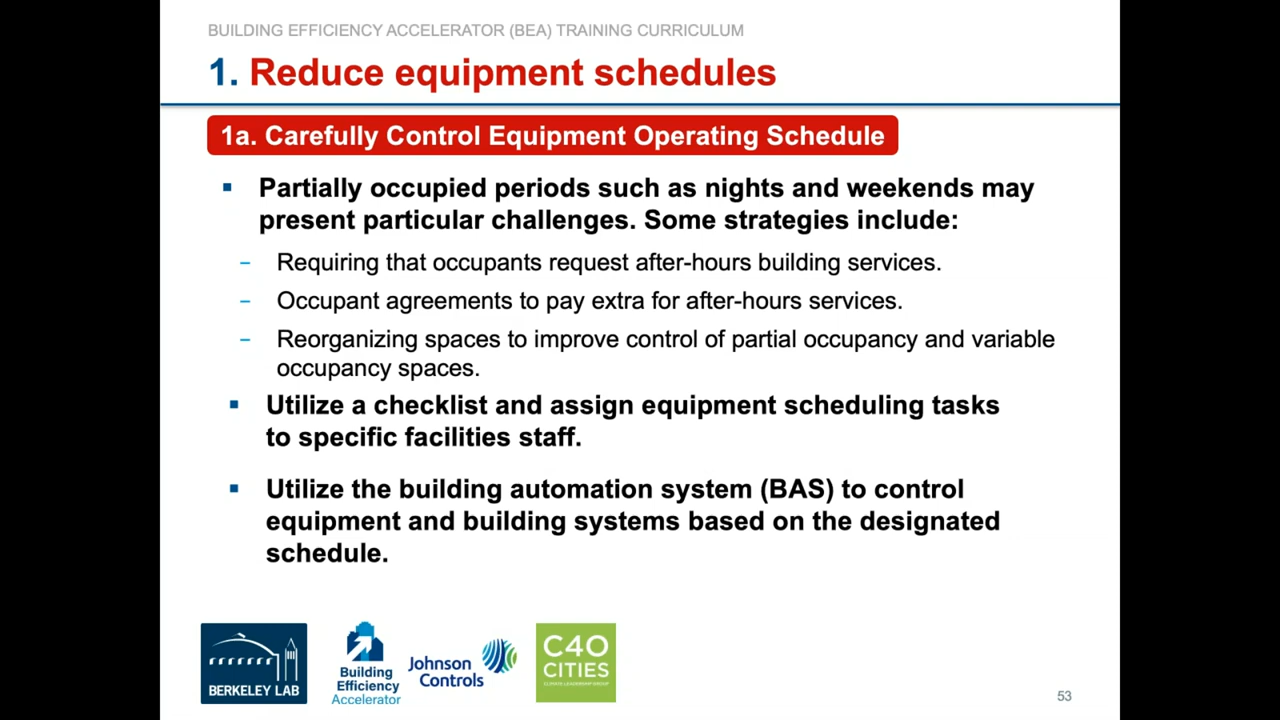 BUILDING EFFICIENCY ACCELERATOR (BEA) TRAINING CURRICULUM
1. Reduce equipment schedules
1a. Carefully Control Equipment Operating Schedule
▪ Partially occupied periods such as nights and weekends may
present particular challenges. Some strategies include:
– Requiring that occupants request after-hours building services.
– Occupant agreements to pay extra for after-hours services.
– Reorganizing spaces to improve control of partial occupancy and variable
occupancy spaces.
▪ Utilize a checklist and assign equipment scheduling tasks
to specific facilities staff.
▪ Utilize the building automation system (BAS) to control
equipment and building systems based on the designated
schedule.
BERKELEY LAB
Building
Efficiency
Accelerator
Johnson
Controls
C40
CITIES
CLIMATE LEADERSHIP GROUP
53